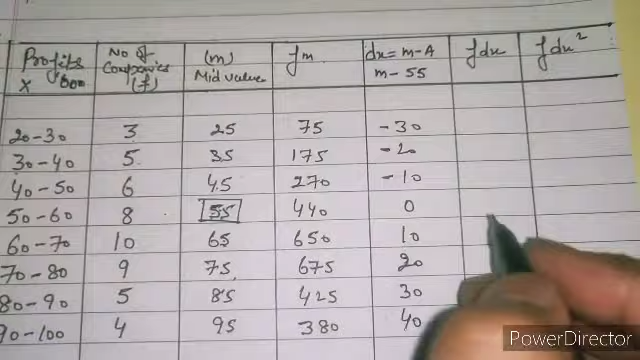 Profits x 000 No of Companies (f) (m) Mid value fm dx = m-A m-55 fdx fdx²
20-30 3 25 75 -30
30-40 5 35 175 -20
40-50 6 45 270 -10
50-60 8 55 440 0
60-70 10 65 650 10
70-80 9 75 675 20
80-90 5 85 425 30
90-100 4 95 380 40
PowerDirector